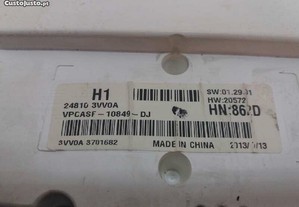 CustoJusto.pt
H1
24810 3VV0A
VPCASF-10849-DJ
3VV0A 3701682
SW:01.29.01
HW:20572
HN:862D
MADE IN CHINA